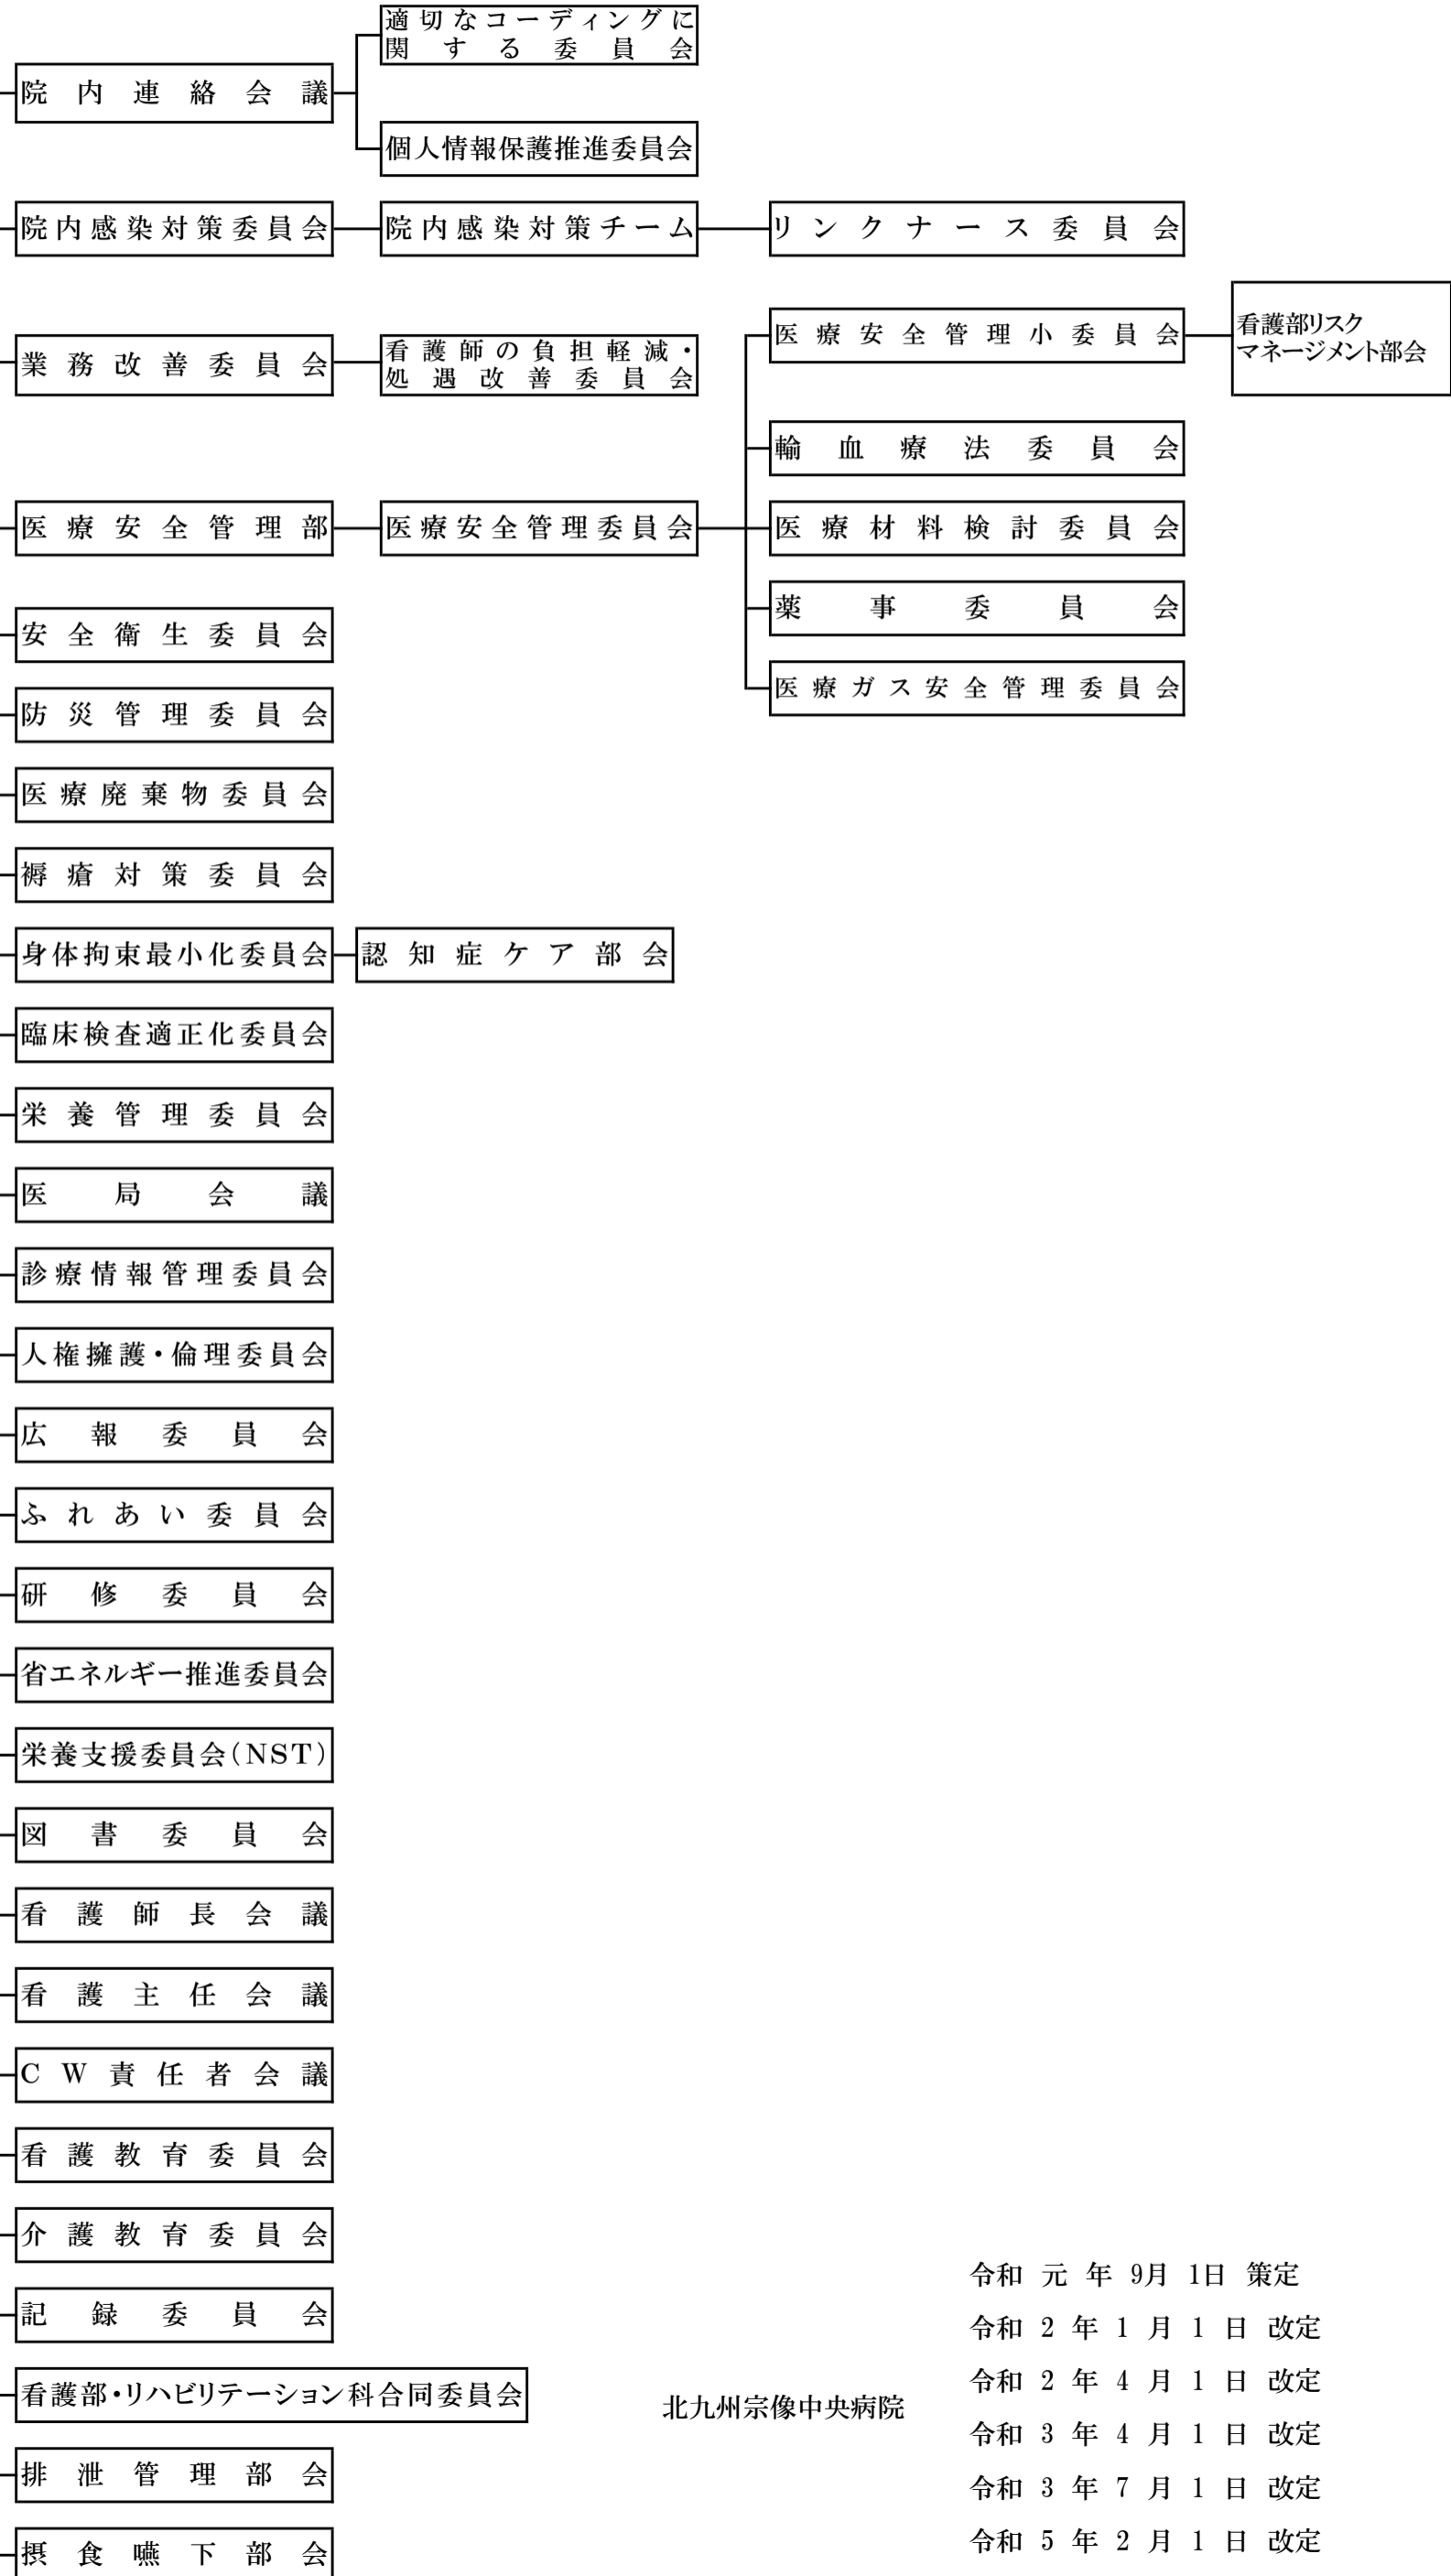 適切なコーディングに
関する委員会
院内連絡会議
個人情報保護推進委員会
院内感染対策委員会
院内感染対策チーム
リンクナース委員会
業務改善委員会
看護師の負担軽減・
処遇改善委員会
医療安全管理小委員会
看護部リスク
マネージメント部会
輸血療法委員会
医療安全管理部
医療安全管理委員会
医療材料検討委員会
薬事委員会
医療ガス安全管理委員会
安全衛生委員会
防災管理委員会
医療廃棄物委員会
褥瘡対策委員会
身体拘束最小化委員会
認知症ケア部会
臨床検査適正化委員会
栄養管理委員会
医局会議
診療情報管理委員会
人権擁護・倫理委員会
広報委員会
ふれあい委員会
研修委員会
省エネルギー推進委員会
栄養支援委員会(NST)
図書委員会
看護師長会議
看護主任会議
CW責任者会議
看護教育委員会
介護教育委員会
記録委員会
看護部・リハビリテーション科合同委員会
排泄管理部会
摂食嚥下部会
北九州宗像中央病院
令和 元 年 9月 1日 策定
令和 2 年 1 月 1 日 改定
令和 2 年 4 月 1 日 改定
令和 3 年 4 月 1 日 改定
令和 3 年 7 月 1 日 改定
令和 5 年 2 月 1 日 改定